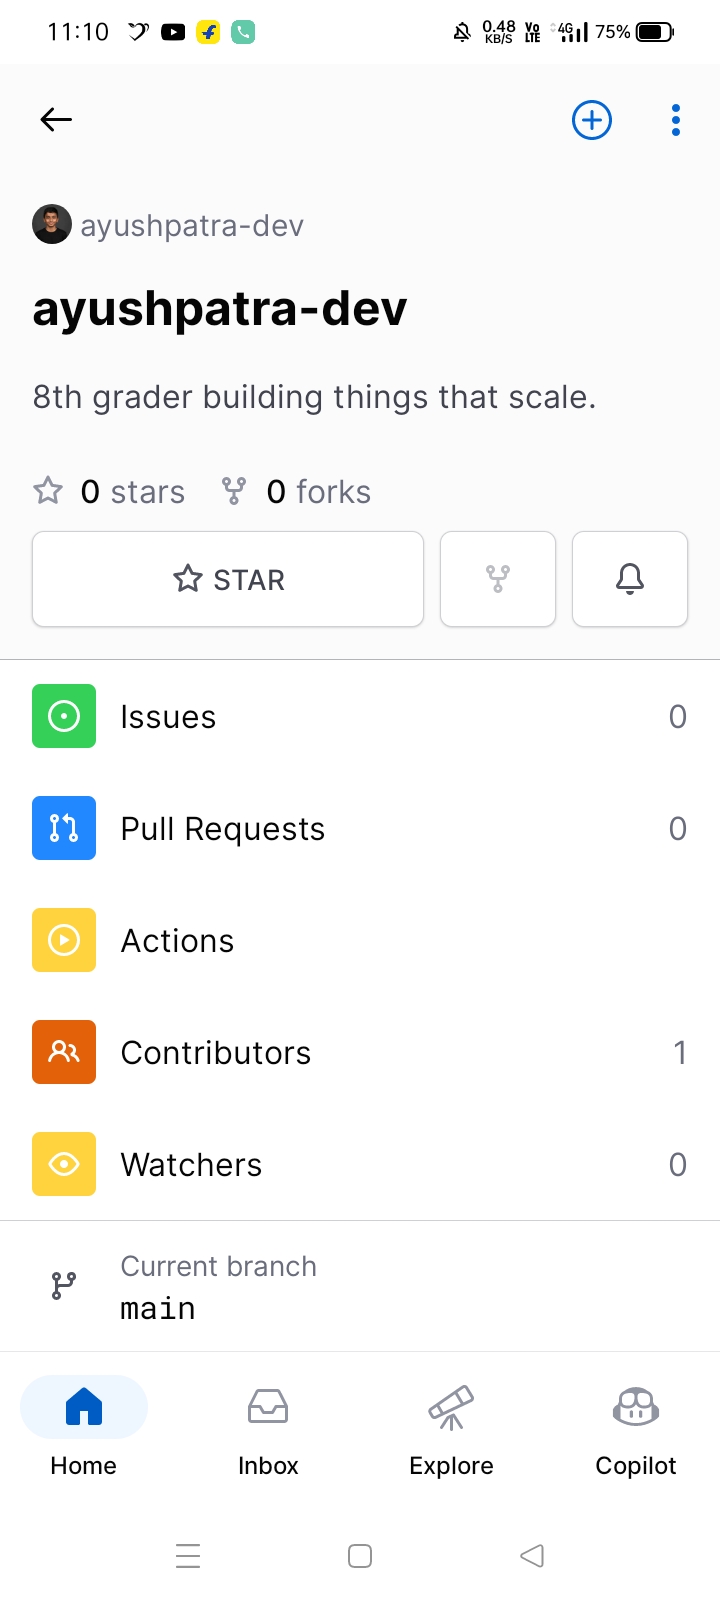 11:10
0.48 KB/S
Vo LTE
4G
75%
ayushpatra-dev
ayushpatra-dev
8th grader building things that scale.
0 stars 0 forks
STAR
Issues 0
Pull Requests 0
Actions
Contributors 1
Watchers 0
Current branch
main
Home Inbox Explore Copilot